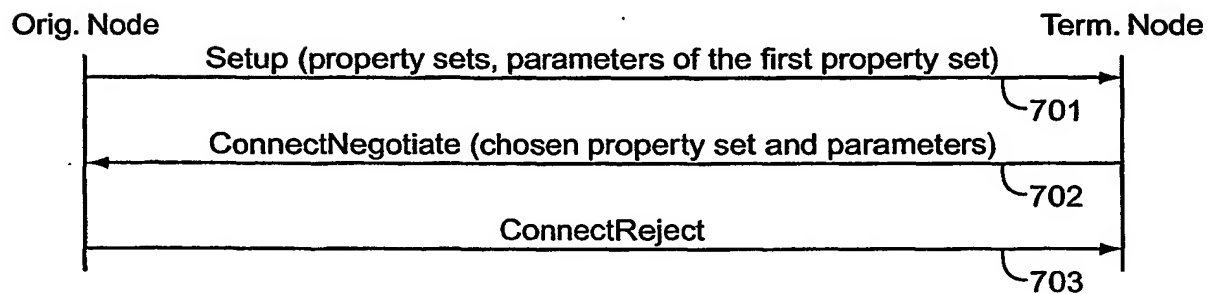 Orig. Node
Term. Node
Setup (property sets, parameters of the first property set)
701
ConnectNegotiate (chosen property set and parameters)
702
ConnectReject
703